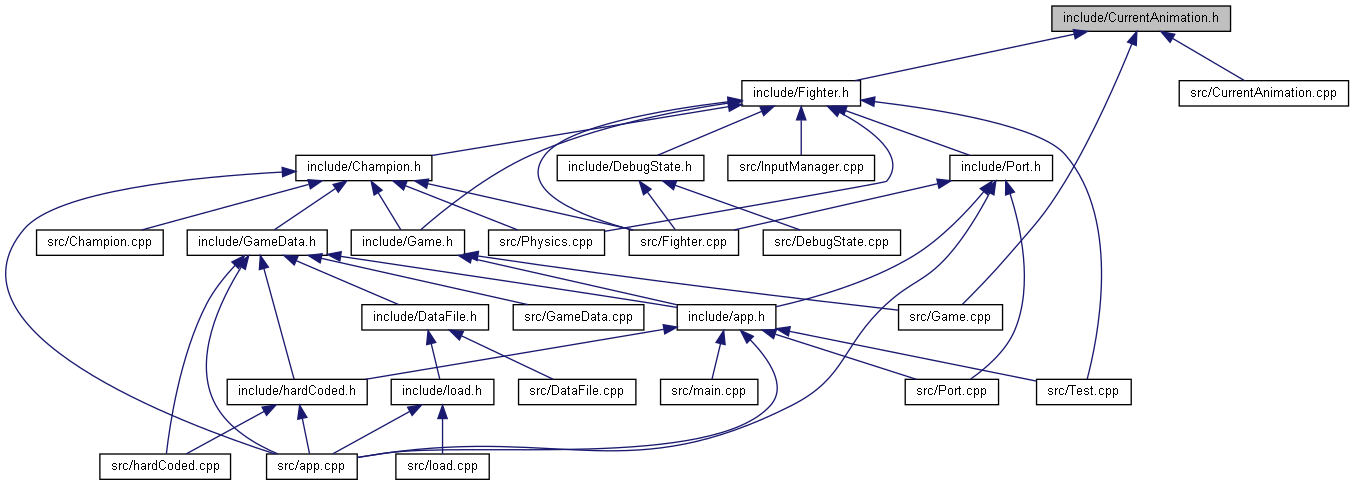 include/CurrentAnimation.h
include/Fighter.h
src/CurrentAnimation.cpp
include/Champion.h
include/DebugState.h
src/InputManager.cpp
include/Port.h
src/Champion.cpp
include/GameData.h
include/Game.h
src/Physics.cpp
src/Fighter.cpp
src/DebugState.cpp
include/DataFile.h
src/GameData.cpp
include/app.h
src/Game.cpp
include/hardCoded.h
include/load.h
src/DataFile.cpp
src/main.cpp
src/Port.cpp
src/Test.cpp
src/hardCoded.cpp
src/app.cpp
src/load.cpp